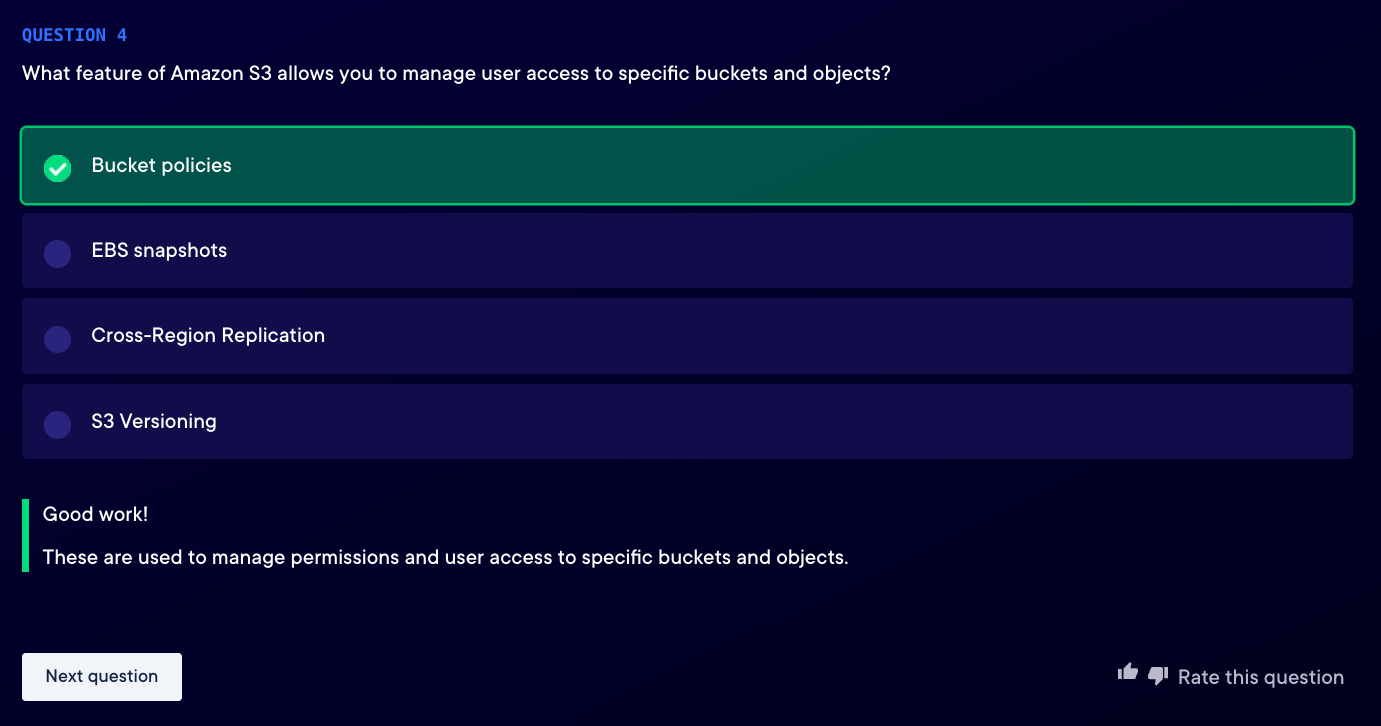 QUESTION 4
What feature of Amazon S3 allows you to manage user access to specific buckets and objects?
Bucket policies
EBS snapshots
Cross-Region Replication
S3 Versioning
Good work!
These are used to manage permissions and user access to specific buckets and objects.
Next question
Rate this question